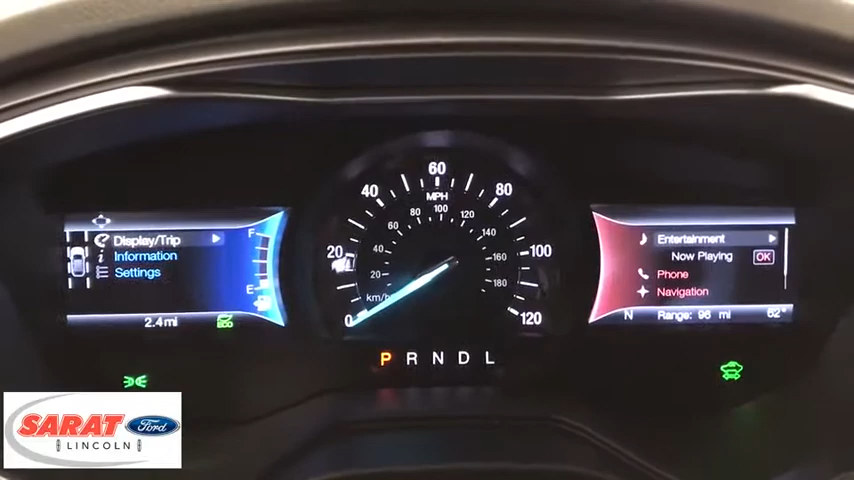 Display/Trip
Information
Settings
2.4 mi
ECO
F
E
20
40
60
80
100
120
0
MPH
20
40
60
80
100
120
140
160
180
km/h
P R N D L
Entertainment
Now Playing
OK
Phone
Navigation
N
Range: 96 mi
62°
SARAT
Ford
LINCOLN